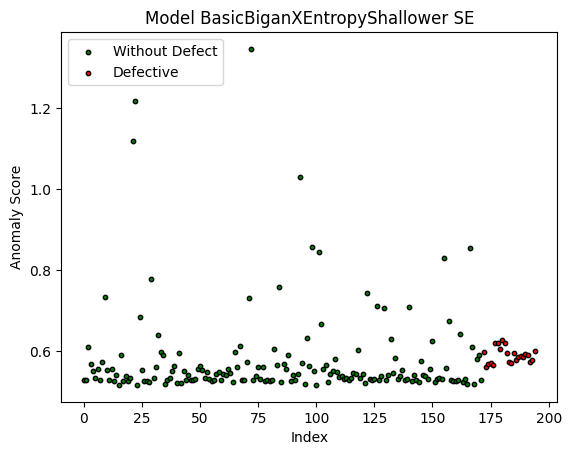 Model BasicBiganXEntropyShallower SE
Without Defect
Defective
Anomaly Score
1.2
1.0
0.8
0.6
0 25 50 75 100 125 150 175 200
Index